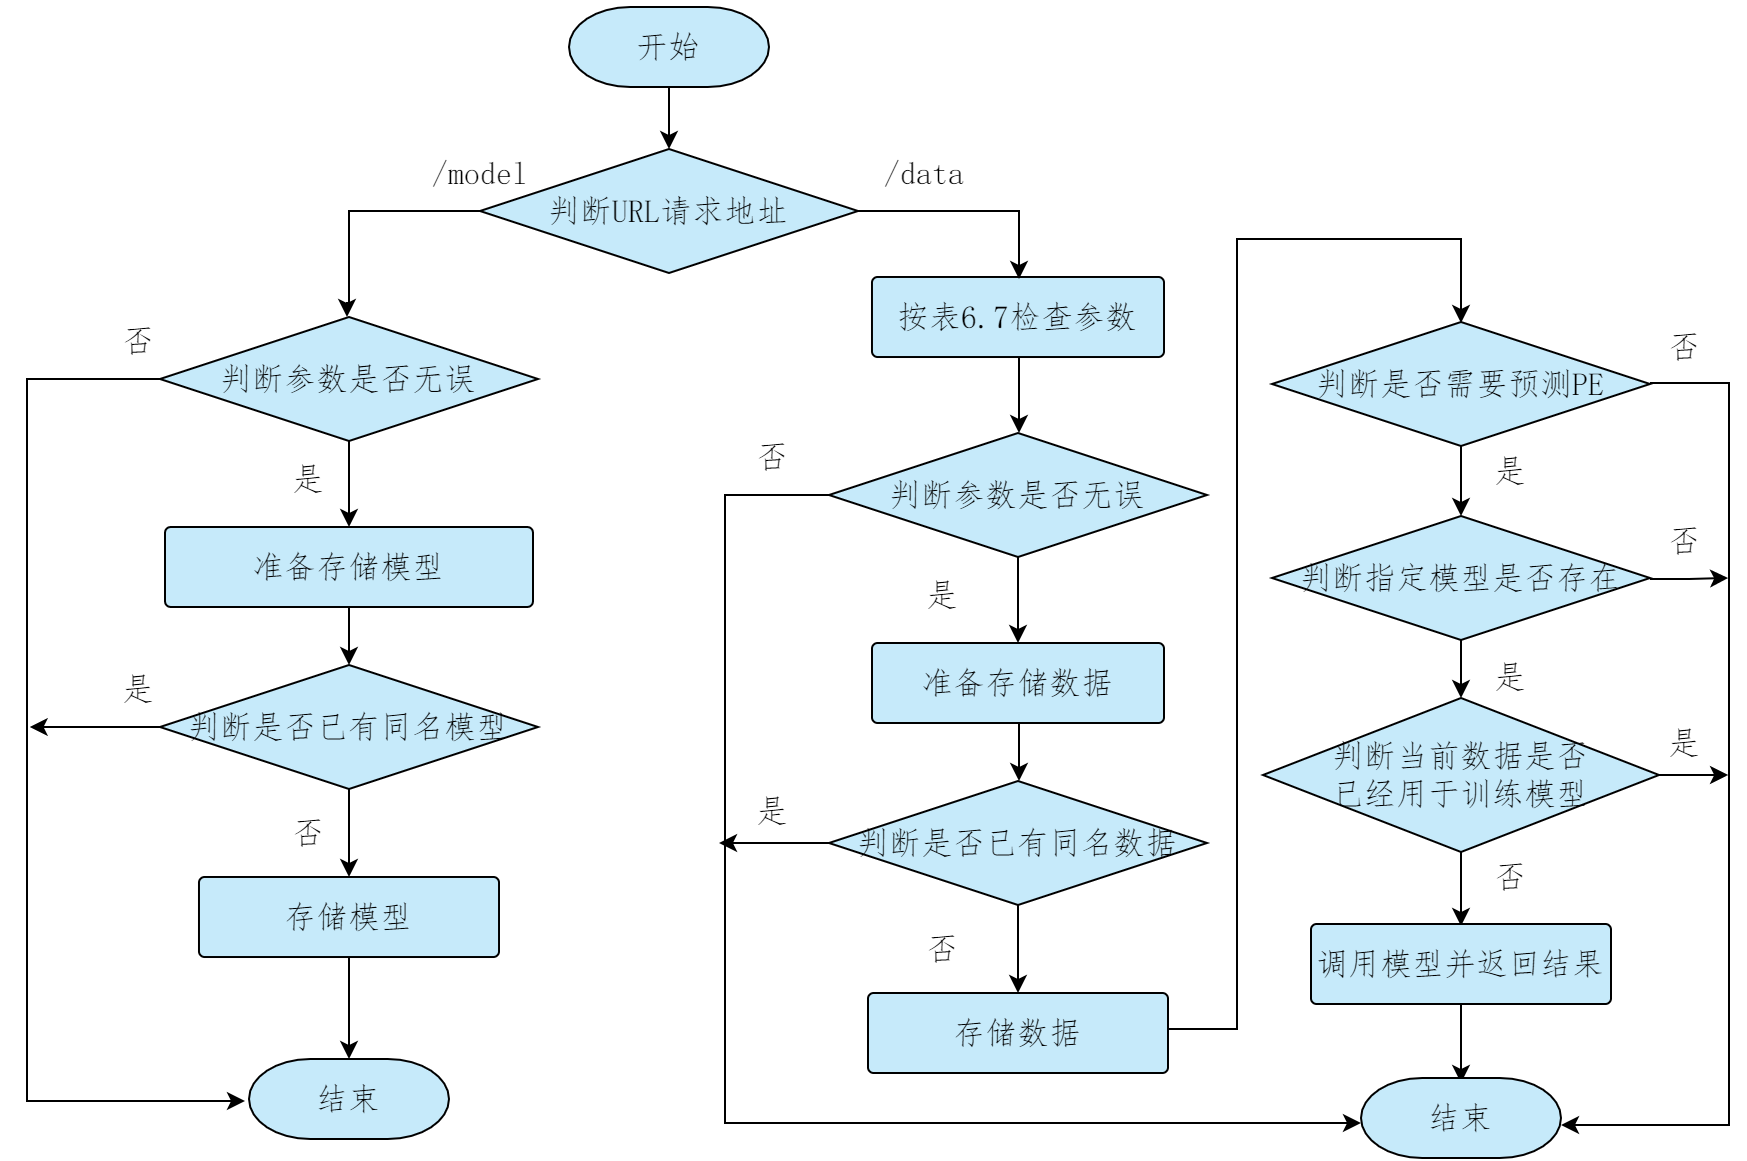 开始
/model
/data
判断URL请求地址
否
判断参数是否无误
是
准备存储模型
是
判断是否已有同名模型
否
存储模型
结束
按表6.7检查参数
否
判断参数是否无误
是
准备存储数据
是
判断是否已有同名数据
否
存储数据
否
判断是否需要预测PE
是
否
判断指定模型是否存在
是
是
判断当前数据是否
已经用于训练模型
否
调用模型并返回结果
结束